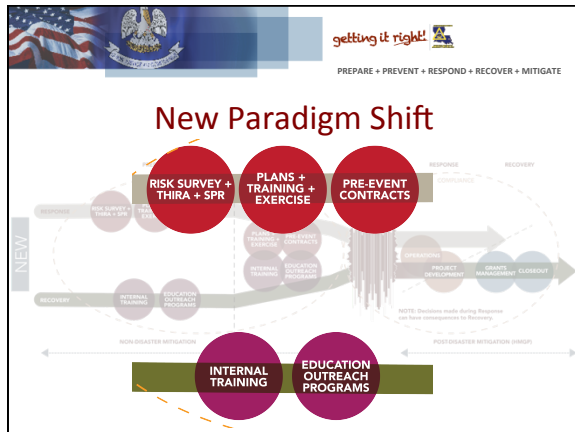 getting it right!
PREPARE + PREVENT + RESPOND + RECOVER + MITIGATE
New Paradigm Shift
RISK SURVEY +
THIRA + SPR
PLANS +
TRAINING +
EXERCISE
PRE-EVENT
CONTRACTS
RESPONSE
RECOVERY
CONFLUENCE
NEW
RESPONSE
RISK SURVEY +
THIRA + SPR
PLANS +
TRAINING +
EXERCISE
PRE-EVENT
CONTRACTS
INTERNAL
TRAINING
EDUCATION
OUTREACH
PROGRAMS
OPERATIONS
PROJECT
DEVELOPMENT
GRANTS
MANAGEMENT
CLOSEOUT
RECOVERY
INTERNAL
TRAINING
EDUCATION
OUTREACH
PROGRAMS
NOTE: Decisions made during Response
can have consequences to Recovery.
NON-DISASTER MITIGATION
POST-DISASTER MITIGATION (HMGP)
INTERNAL
TRAINING
EDUCATION
OUTREACH
PROGRAMS